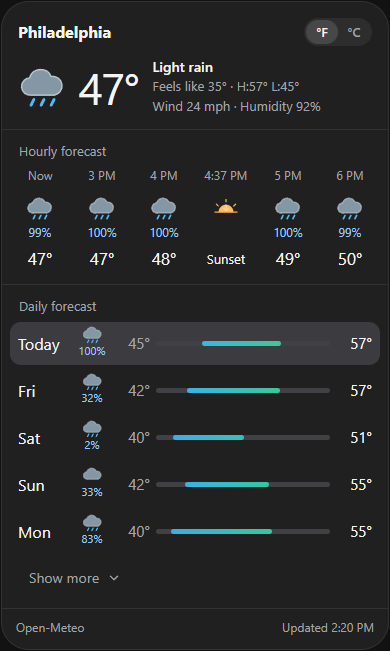 Philadelphia
°F °C
47°
Light rain
Feels like 35° · H:57° L:45°
Wind 24 mph · Humidity 92%
Hourly forecast
Now 3 PM 4 PM 4:37 PM 5 PM 6 PM
99% 100% 100% 100% 99%
47° 47° 48° Sunset 49° 50°
Daily forecast
Today 100% 45° 57°
Fri 32% 42° 57°
Sat 2% 40° 51°
Sun 33% 42° 55°
Mon 83% 40° 55°
Show more
Open-Meteo Updated 2:20 PM